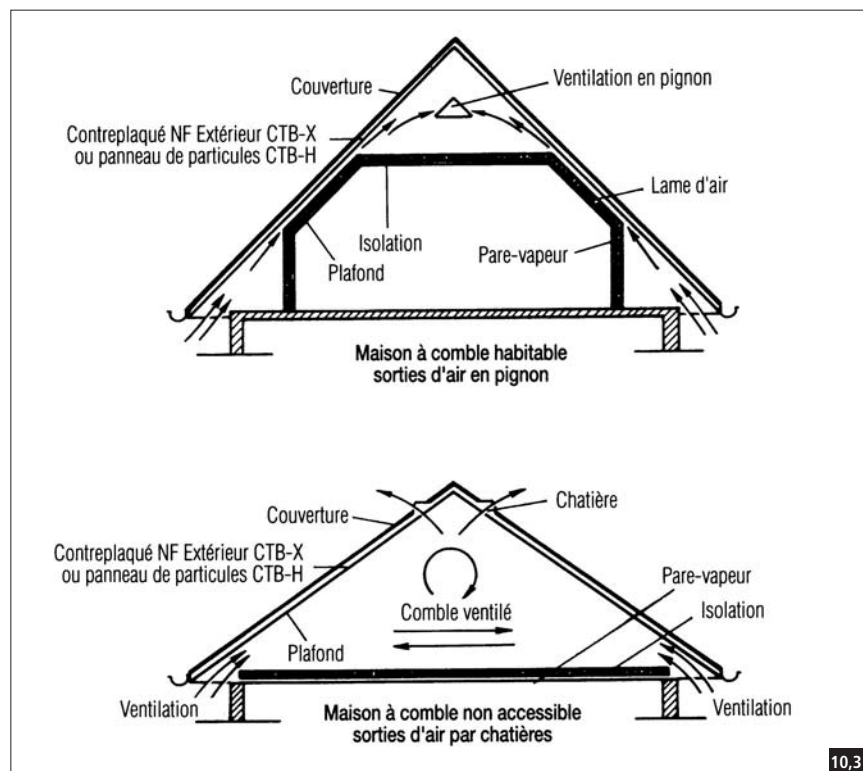 Couverture
Ventilation en pignon
Contreplaqué NF Extérieur CTB-X
ou panneau de particules CTB-H
Lame d'air
Isolation
Plafond
Pare-vapeur
Maison à comble habitable
sorties d'air en pignon
Chatière
Couverture
Contreplaqué NF Extérieur CTB-X
ou panneau de particules CTB-H
Pare-vapeur
Isolation
Comble ventilé
Plafond
Ventilation
Ventilation
Maison à comble non accessible
sorties d'air par chatières
10,3